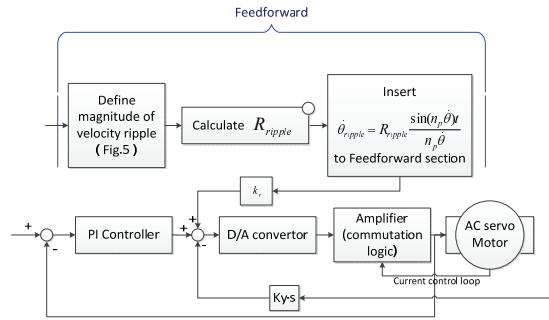 Feedforward
Define
magnitude of
velocity ripple
( Fig.5 )
Calculate R_ripple
Insert
θ̇_ripple = R_ripple sin(n_p θ̇)t / n_p θ̇
to Feedforward section
k_r
+
-
PI Controller
+
+
-
D/A convertor
Amplifier
(commutation
logic)
AC servo
Motor
Current control loop
Ky·s